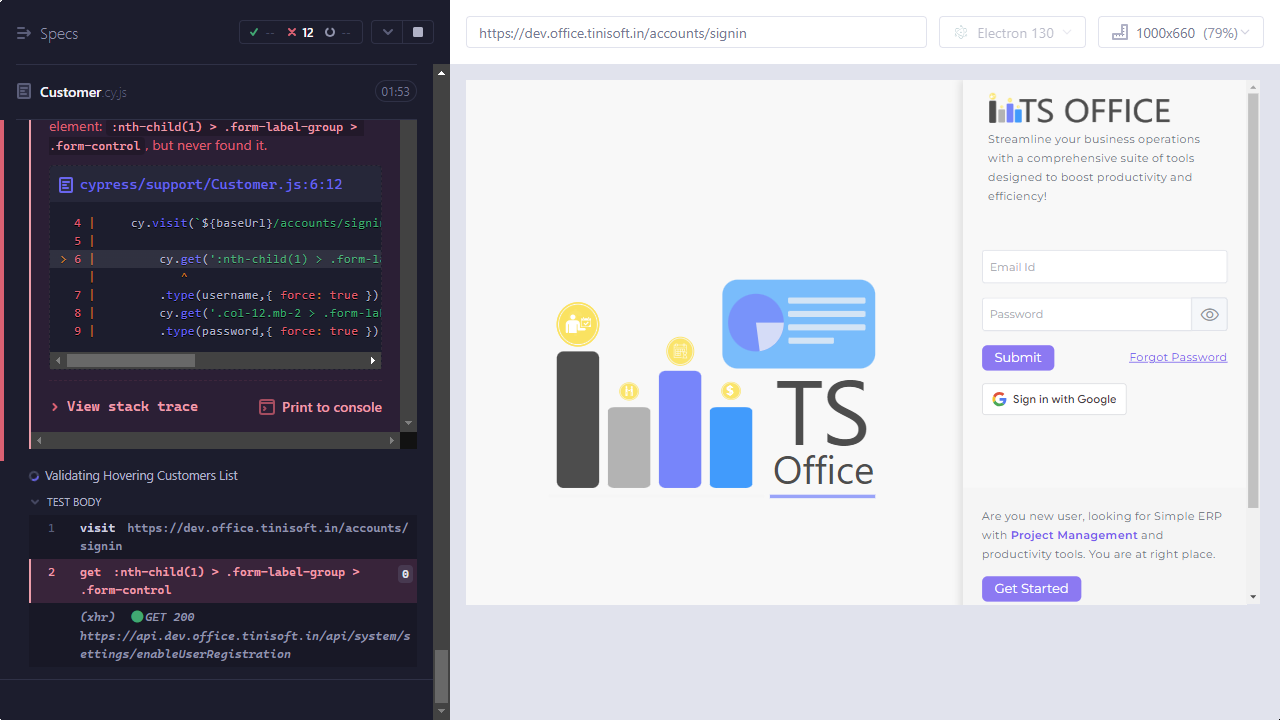 Specs
-- 12 --
https://dev.office.tinisoft.in/accounts/signin
Electron 130
1000x660 (79%)
Customer.cy.js
01:53
element: :nth-child(1) > .form-label-group >
.form-control , but never found it.
cypress/support/Customer.js:6:12
4 | cy.visit(`${baseUrl}/accounts/signin
5 |
> 6 | cy.get(':nth-child(1) > .form-la
| ^
7 | .type(username,{ force: true })
8 | cy.get('.col-12.mb-2 > .form-lab
9 | .type(password,{ force: true })
> View stack trace
Print to console
Validating Hovering Customers List
TEST BODY
1 visit https://dev.office.tinisoft.in/accounts/
signin
2 get :nth-child(1) > .form-label-group >
.form-control
0
(xhr) GET 200
https://api.dev.office.tinisoft.in/api/system/s
ettings/enableUserRegistration
H
$
TS
Office
TS OFFICE
Streamline your business operations
with a comprehensive suite of tools
designed to boost productivity and
efficiency!
Email Id
Password
Submit
Forgot Password
Sign in with Google
Are you new user, looking for Simple ERP
with Project Management and
productivity tools. You are at right place.
Get Started